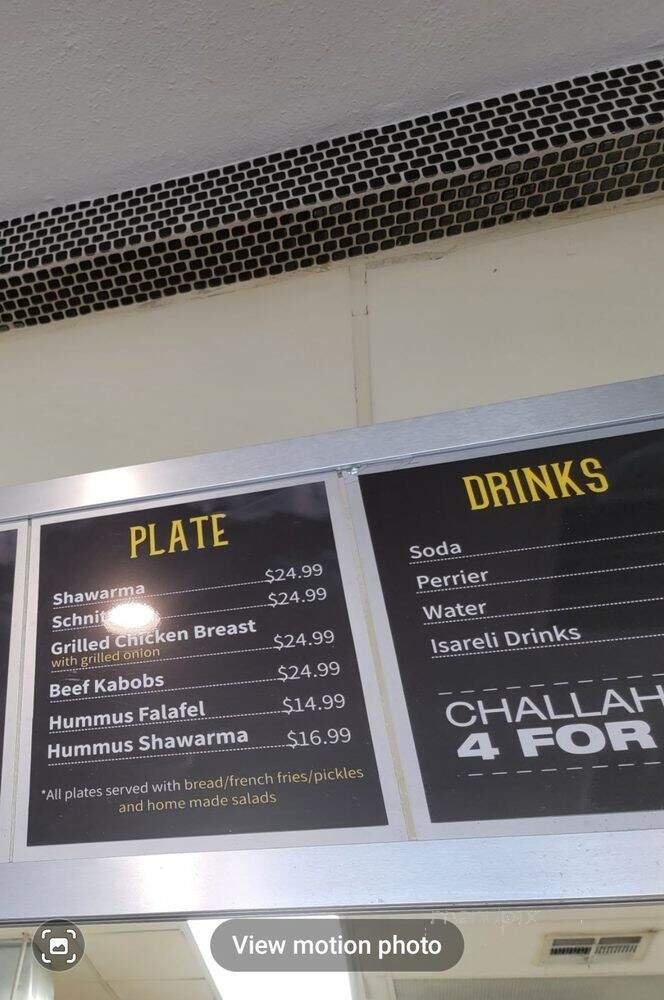 PLATE
Shawarma $24.99
$24.99
Grilled Chicken Breast
with grilled onion $24.99
Beef Kabobs $24.99
Hummus Falafel $14.99
Hummus Shawarma $16.99
*All plates served with bread/french fries/pickles
and home made salads
DRINKS
Soda
Perrier
Water
Isareli Drinks
CHALLAH
4 FOR
View motion photo